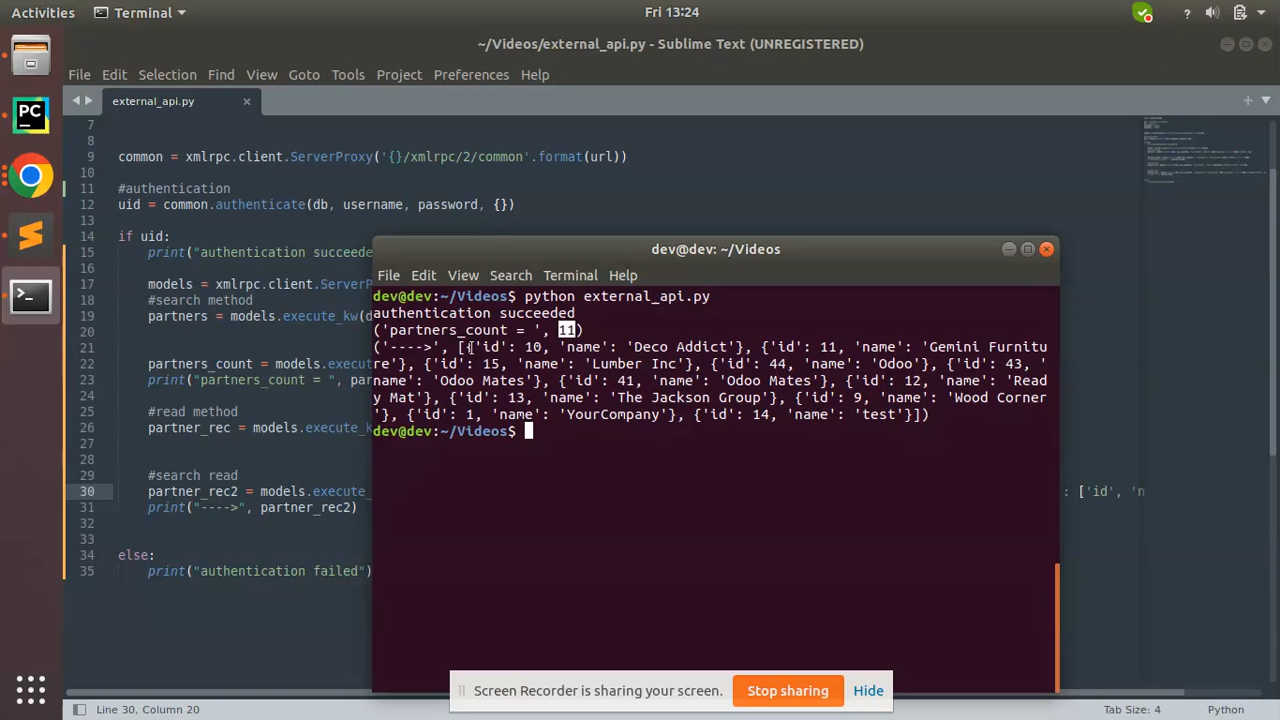 Activities
Terminal
Fri 13:24
?
~/Videos/external_api.py - Sublime Text (UNREGISTERED)
File Edit Selection Find View Goto Tools Project Preferences Help
external_api.py
7
8
9 common = xmlrpc.client.ServerProxy('{}/xmlrpc/2/common'.format(url))
10
11 #authentication
12 uid = common.authenticate(db, username, password, {})
13
14 if uid:
15 print("authentication succeede
16
17 models = xmlrpc.client.ServerP
18 #search method
19 partners = models.execute_kw(d
20
21
22 partners_count = models.execut
23 print("partners_count = ", part
24
25 #read method
26 partner_rec = models.execute_k
27
28
29 #search read
30 partner_rec2 = models.execute_ : ['id', 'n
31 print("---->", partner_rec2)
32
33
34 else:
35 print("authentication failed")
dev@dev: ~/Videos
File Edit View Search Terminal Help
dev@dev:~/Videos$ python external_api.py
authentication succeeded
('partners_count = ', 11)
('---->', [{'id': 10, 'name': 'Deco Addict'}, {'id': 11, 'name': 'Gemini Furnitu
re'}, {'id': 15, 'name': 'Lumber Inc'}, {'id': 44, 'name': 'Odoo'}, {'id': 43, '
name': 'Odoo Mates'}, {'id': 41, 'name': 'Odoo Mates'}, {'id': 12, 'name': 'Read
y Mat'}, {'id': 13, 'name': 'The Jackson Group'}, {'id': 9, 'name': 'Wood Corner
'}, {'id': 1, 'name': 'YourCompany'}, {'id': 14, 'name': 'test'}])
dev@dev:~/Videos$
Screen Recorder is sharing your screen. Stop sharing Hide
Line 30, Column 20
Tab Size: 4
Python
PC